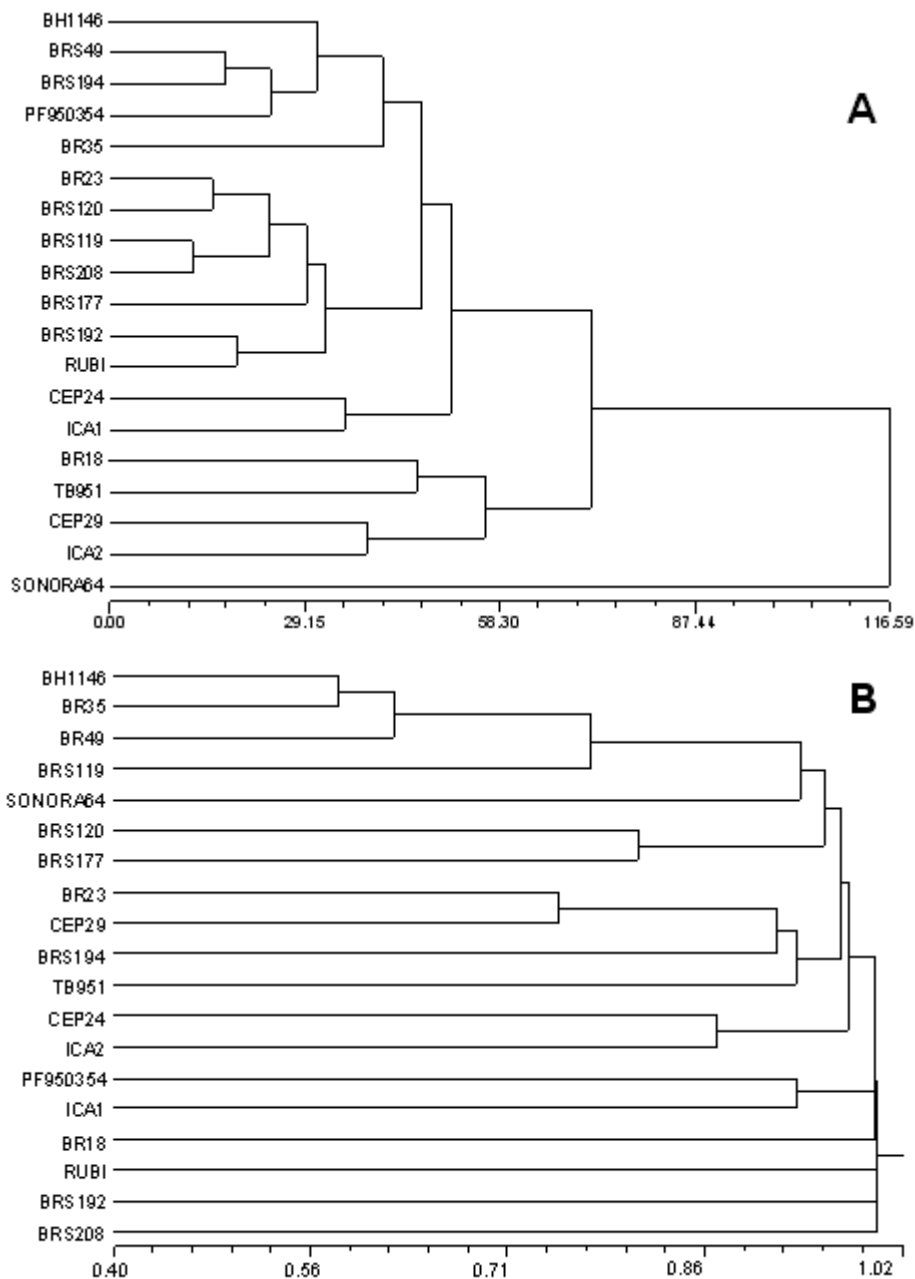 BH1146
BRS49
BRS194
PF950354
BR35
BR23
BRS120
BRS119
BRS208
BRS177
BRS192
RUBI
CEP24
ICA1
BR18
TB951
CEP29
ICA2
SONORA64
A
0.00 29.15 58.30 87.44 116.59
BH1146
BR35
BR49
BRS119
SONORA64
BRS120
BRS177
BR23
CEP29
BRS194
TB951
CEP24
ICA2
PF950354
ICA1
BR18
RUBI
BRS192
BRS208
B
0.40 0.56 0.71 0.86 1.02